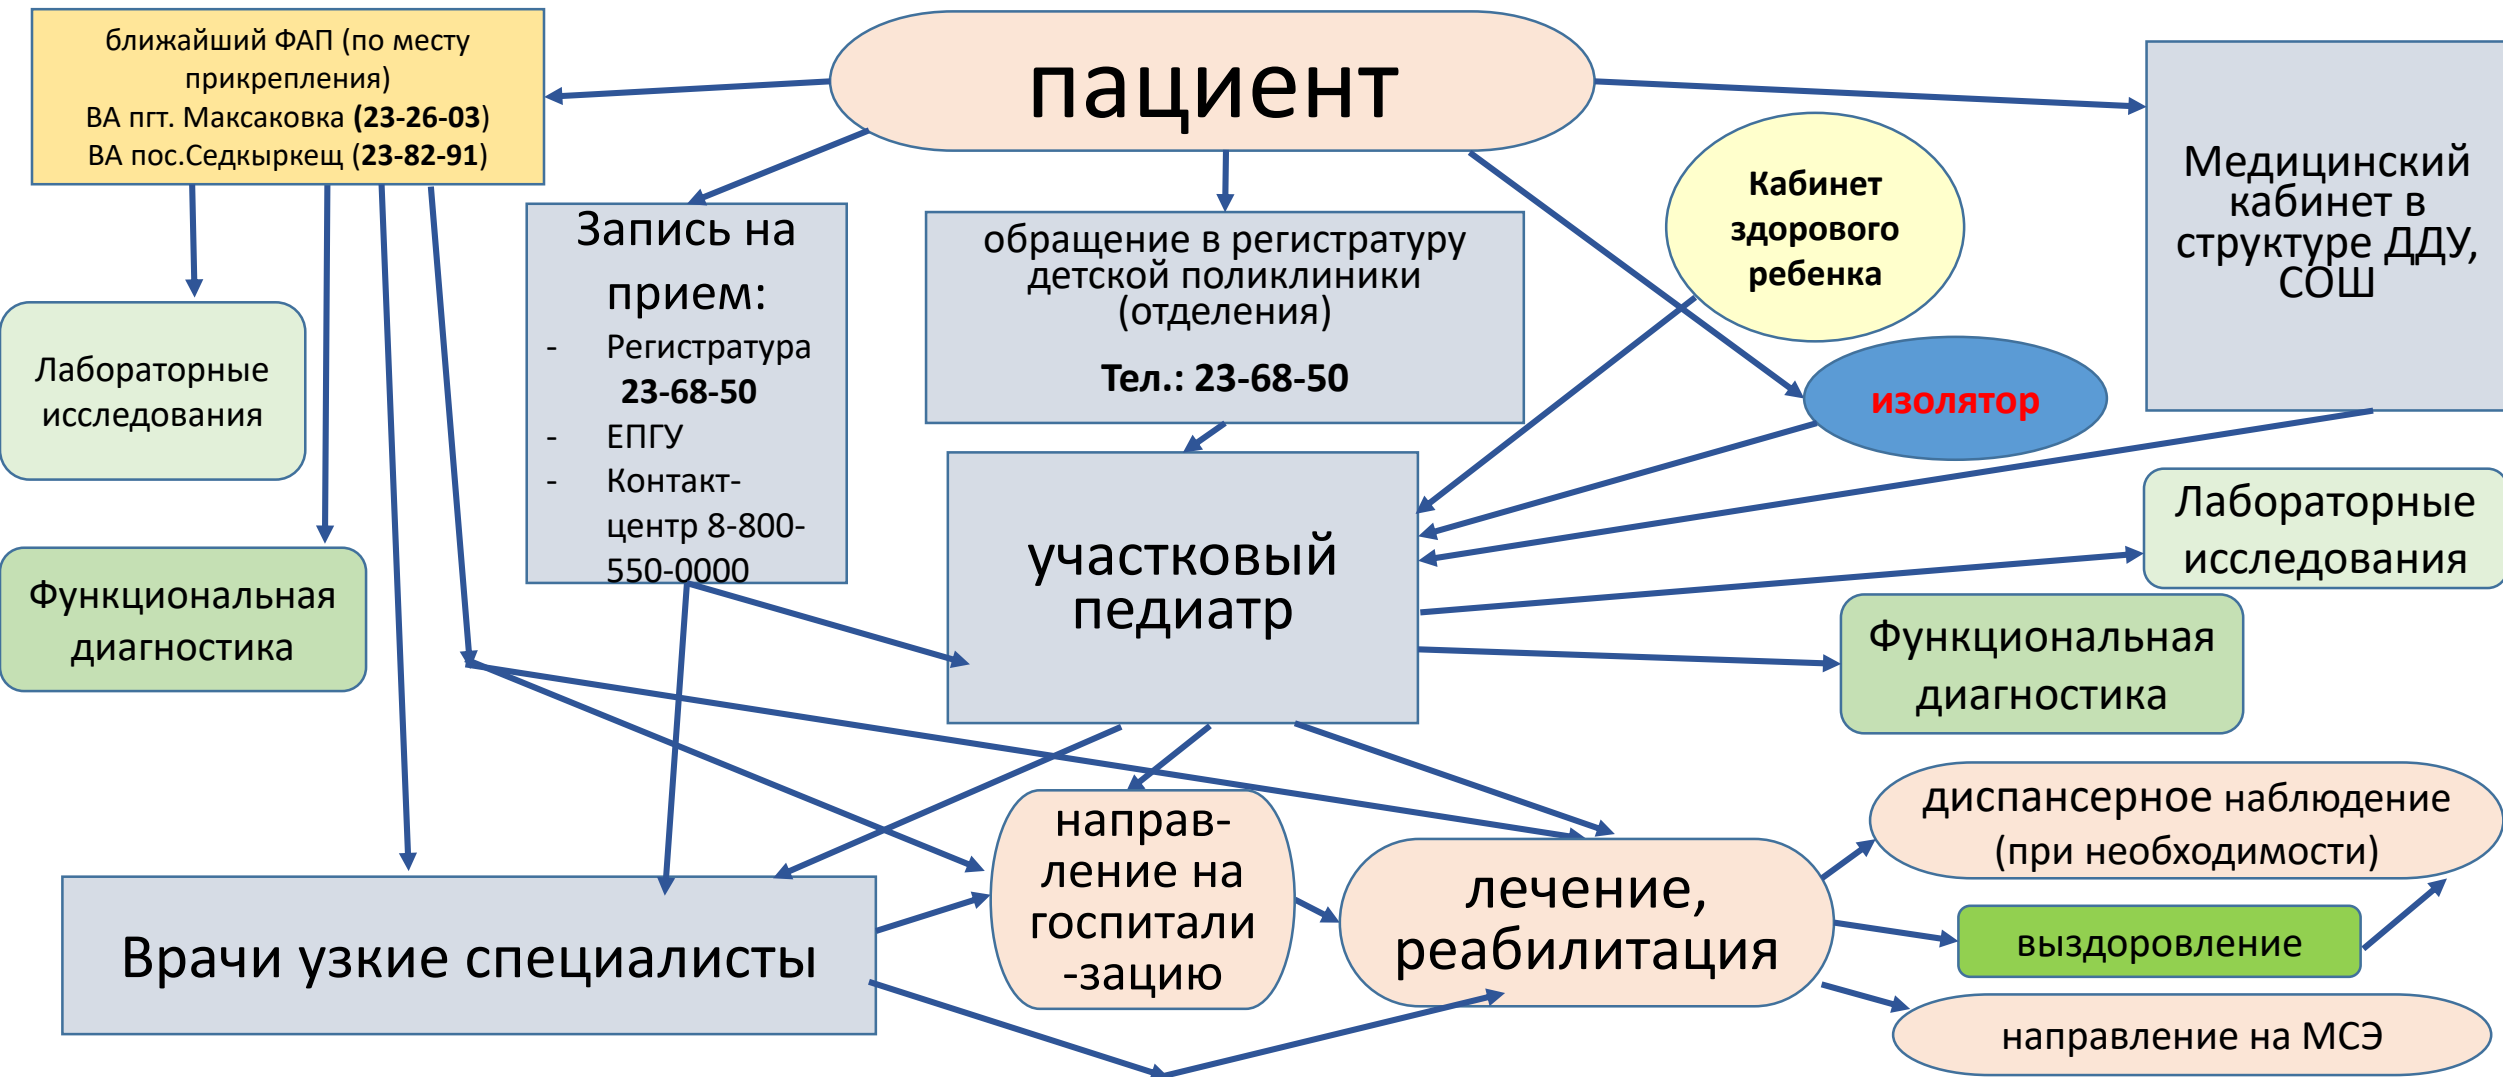 ближайший ФАП (по месту
прикрепления)
ВА пгт. Максаковка (23-26-03)
ВА пос.Седкыркещ (23-82-91)
пациент
Медицинский
кабинет в
структуре ДДУ,
СОШ
Кабинет
здорового
ребенка
Запись на
прием:
- Регистратура
23-68-50
- ЕПГУ
- Контакт-
центр 8-800-
550-0000
обращение в регистратуру
детской поликлиники
(отделения)
Тел.: 23-68-50
изолятор
Лабораторные
исследования
Функциональная
диагностика
участковый
педиатр
Лабораторные
исследования
Функциональная
диагностика
Врачи узкие специалисты
направ-
ление на
госпитали
-зацию
лечение,
реабилитация
диспансерное наблюдение
(при необходимости)
выздоровление
направление на МСЭ